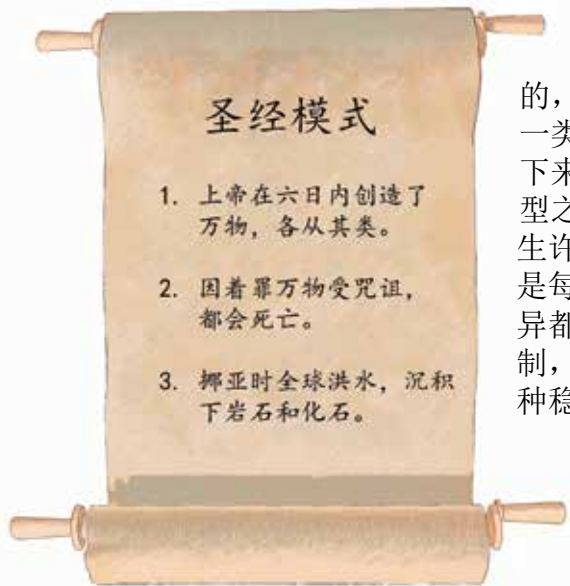 圣经模式
1. 上帝在六日内创造了
万物，各从其类。
2. 因着罪万物受咒诅，
都会死亡。
3. 挪亚时全球洪水，沉积
下岩石和化石。
的，
一类
下来
型之
生许
是每
异都
制，
种稳